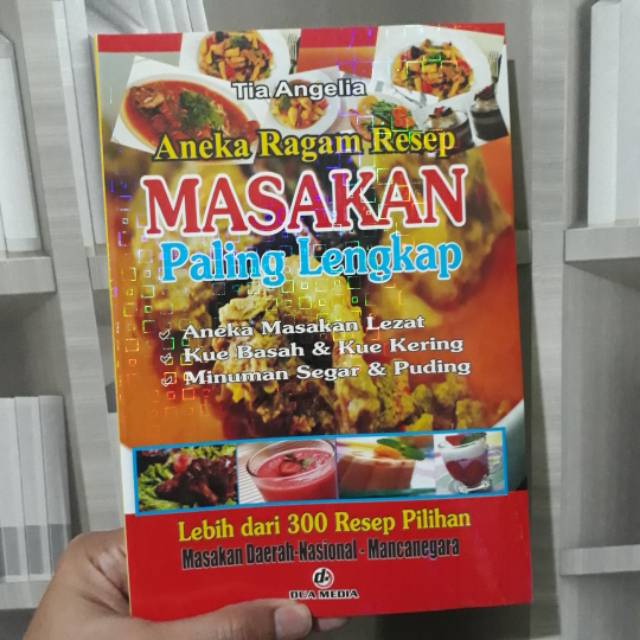 Tia Angelia
Aneka Ragam Resep
MASAKAN
Paling Lengkap
Aneka Masakan Lezat
Kue Basah & Kue Kering
Minuman Segar & Puding
Lebih dari 300 Resep Pilihan
Masakan Daerah-Nasional - Mancanegara
d.
DUA MEDIA